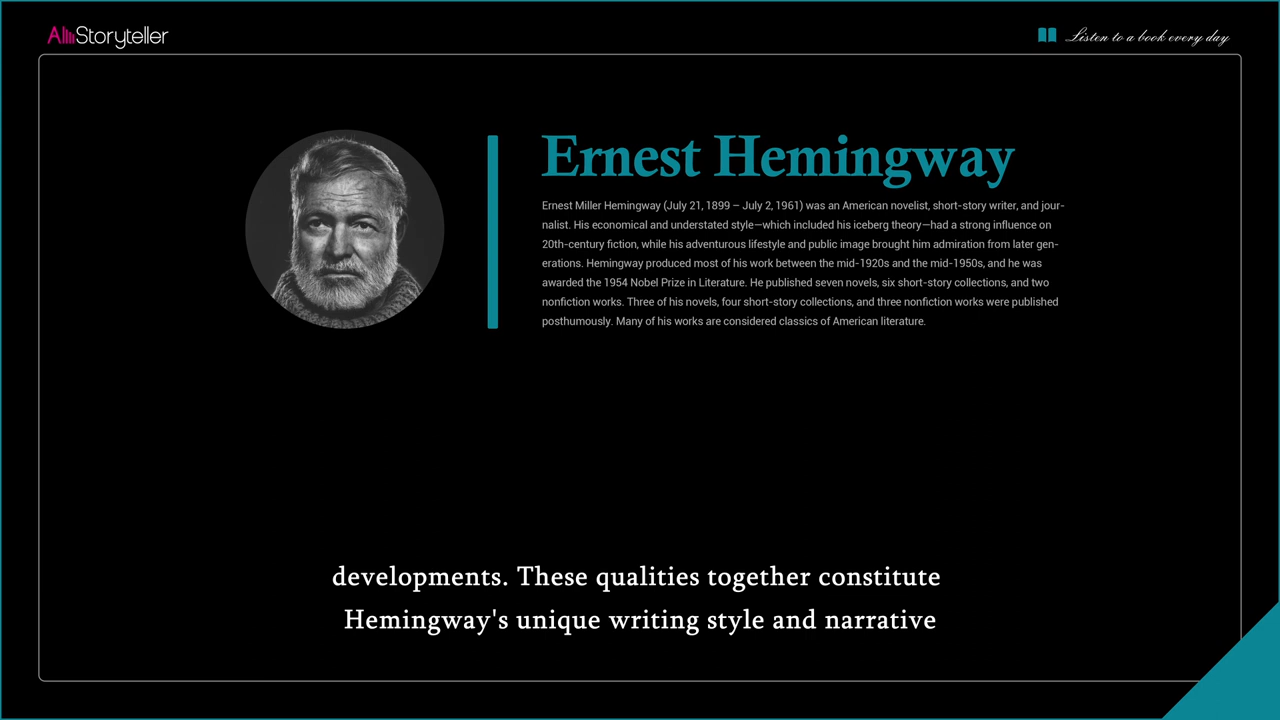 AllStoryteller
Listen to a book every day
Ernest Hemingway
Ernest Miller Hemingway (July 21, 1899 – July 2, 1961) was an American novelist, short-story writer, and jour-
nalist. His economical and understated style—which included his iceberg theory—had a strong influence on
20th-century fiction, while his adventurous lifestyle and public image brought him admiration from later gen-
erations. Hemingway produced most of his work between the mid-1920s and the mid-1950s, and he was
awarded the 1954 Nobel Prize in Literature. He published seven novels, six short-story collections, and two
nonfiction works. Three of his novels, four short-story collections, and three nonfiction works were published
posthumously. Many of his works are considered classics of American literature.
developments. These qualities together constitute
Hemingway's unique writing style and narrative